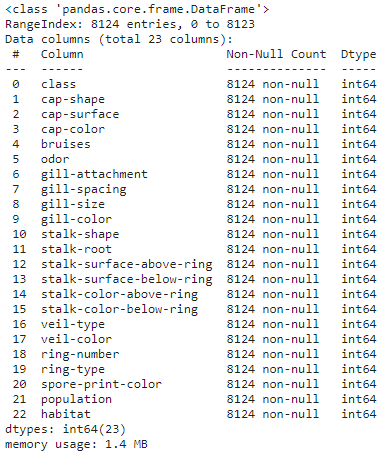 <class 'pandas.core.frame.DataFrame'>
RangeIndex: 8124 entries, 0 to 8123
Data columns (total 23 columns):
 #   Column                    Non-Null Count  Dtype
---  ------                    --------------  -----
 0   class                     8124 non-null   int64
 1   cap-shape                 8124 non-null   int64
 2   cap-surface               8124 non-null   int64
 3   cap-color                 8124 non-null   int64
 4   bruises                   8124 non-null   int64
 5   odor                      8124 non-null   int64
 6   gill-attachment           8124 non-null   int64
 7   gill-spacing              8124 non-null   int64
 8   gill-size                 8124 non-null   int64
 9   gill-color                8124 non-null   int64
 10  stalk-shape               8124 non-null   int64
 11  stalk-root                8124 non-null   int64
 12  stalk-surface-above-ring  8124 non-null   int64
 13  stalk-surface-below-ring  8124 non-null   int64
 14  stalk-color-above-ring    8124 non-null   int64
 15  stalk-color-below-ring    8124 non-null   int64
 16  veil-type                 8124 non-null   int64
 17  veil-color                8124 non-null   int64
 18  ring-number               8124 non-null   int64
 19  ring-type                 8124 non-null   int64
 20  spore-print-color         8124 non-null   int64
 21  population                8124 non-null   int64
 22  habitat                   8124 non-null   int64
dtypes: int64(23)
memory usage: 1.4 MB